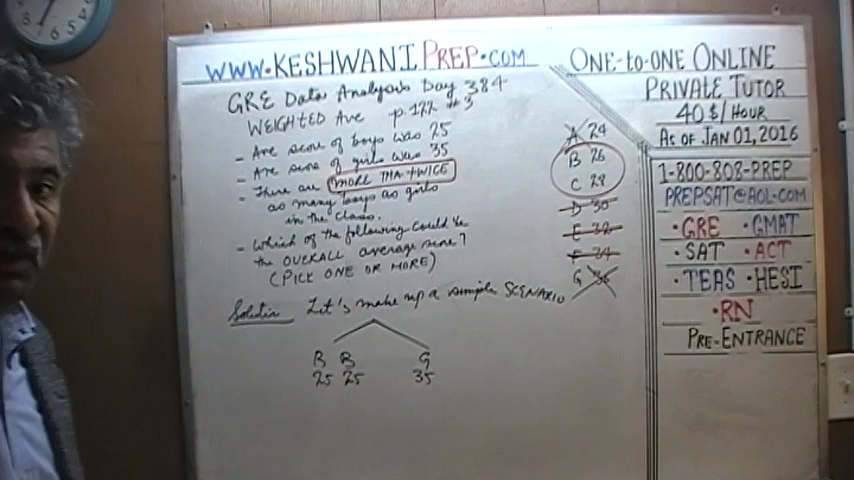 WWW.KESHWANIPREP.COM
GRE Data Analysis Day 384
WEIGHTED Ave p.122 #3
- Ave score of boys was 25
- Ave score of girls was 35
- There are MORE THA TWICE
as many boys as girls
in the class.
- Which of the following could be
the OVERALL average score?
(PICK ONE OR MORE)
A 24
B 26
C 28
D 30
E 32
F 34
G 36
Solution Let's make up a simple SCENARIO
B B G
25 25 35
ONE-to-ONE ONLINE
PRIVATE TUTOR
40 $/HOUR
AS OF JAN 01, 2016
1-800-808-PREP
PREPSAT@AOL.COM
• GRE • GMAT
• SAT • ACT
• TEAS • HESI
• RN
PRE-ENTRANCE